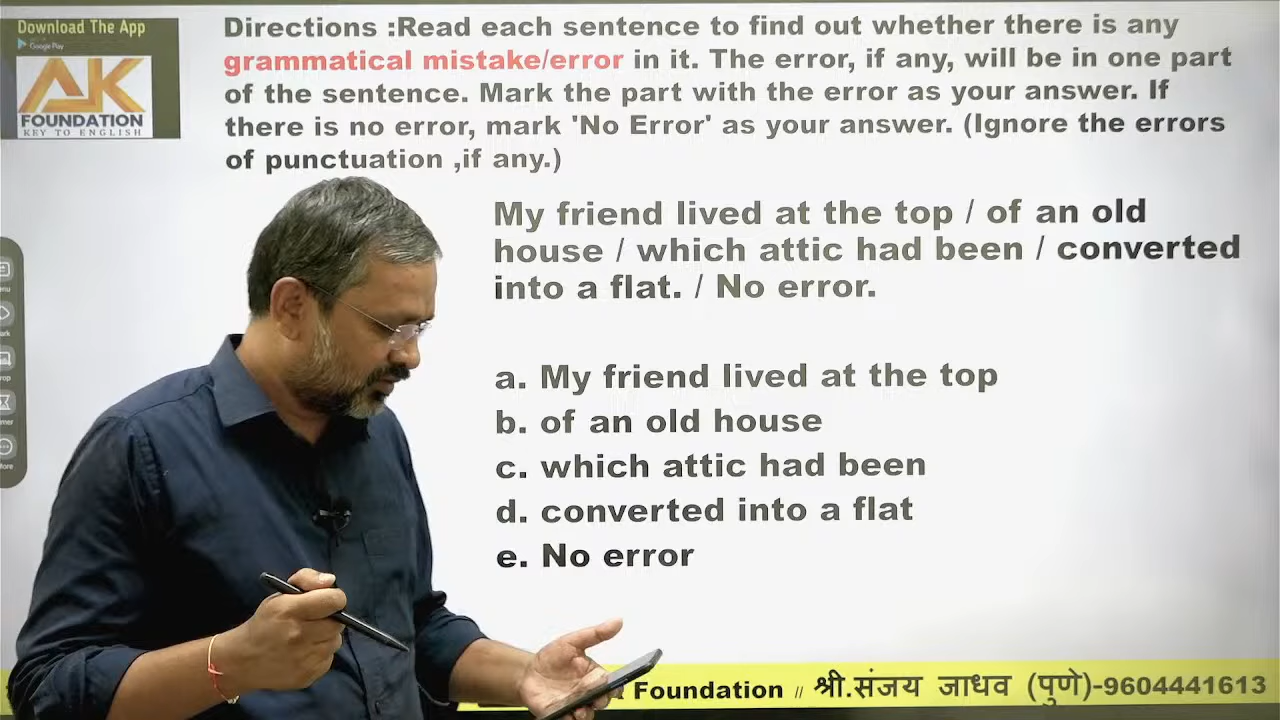 Download The App
Google Play
AK
FOUNDATION
KEY TO ENGLISH
Directions :Read each sentence to find out whether there is any
grammatical mistake/error in it. The error, if any, will be in one part
of the sentence. Mark the part with the error as your answer. If
there is no error, mark 'No Error' as your answer. (Ignore the errors
of punctuation ,if any.)
My friend lived at the top / of an old
house / which attic had been / converted
into a flat. / No error.
a. My friend lived at the top
b. of an old house
c. which attic had been
d. converted into a flat
e. No error
Foundation // श्री.संजय जाधव (पुणे)-9604441613